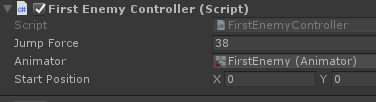 First Enemy Controller (Script)
Script FirstEnemyController
Jump Force 38
Animator FirstEnemy (Animator)
Start Position X 0 Y 0